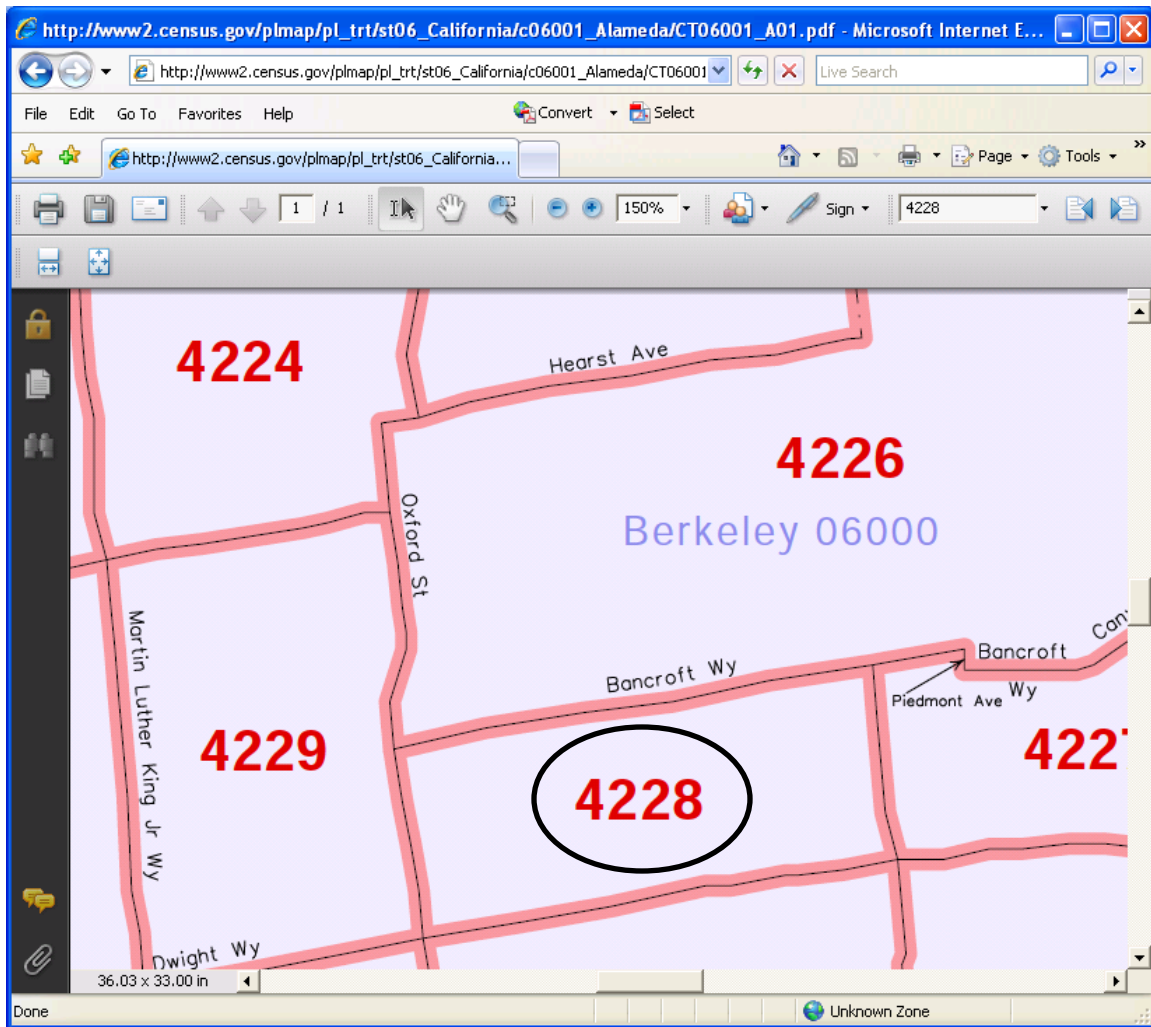 http://www2.census.gov/plmap/pl_trt/st06_California/c06001_Alameda/CT06001_A01.pdf - Microsoft Internet E...
http://www2.census.gov/plmap/pl_trt/st06_California/c06001_Alameda/CT06001
Live Search
File Edit Go To Favorites Help
Convert Select
http://www2.census.gov/plmap/pl_trt/st06_California...
Page Tools »
1 / 1
150%
Sign
4228
4224
Hearst Ave
4226
Oxford St
Berkeley 06000
Martin Luther King Jr Wy
Bancroft Wy
Bancroft Wy
Piedmont Ave
4229
4228
Dwight Wy
36.03 x 33.00 in
Done
Unknown Zone